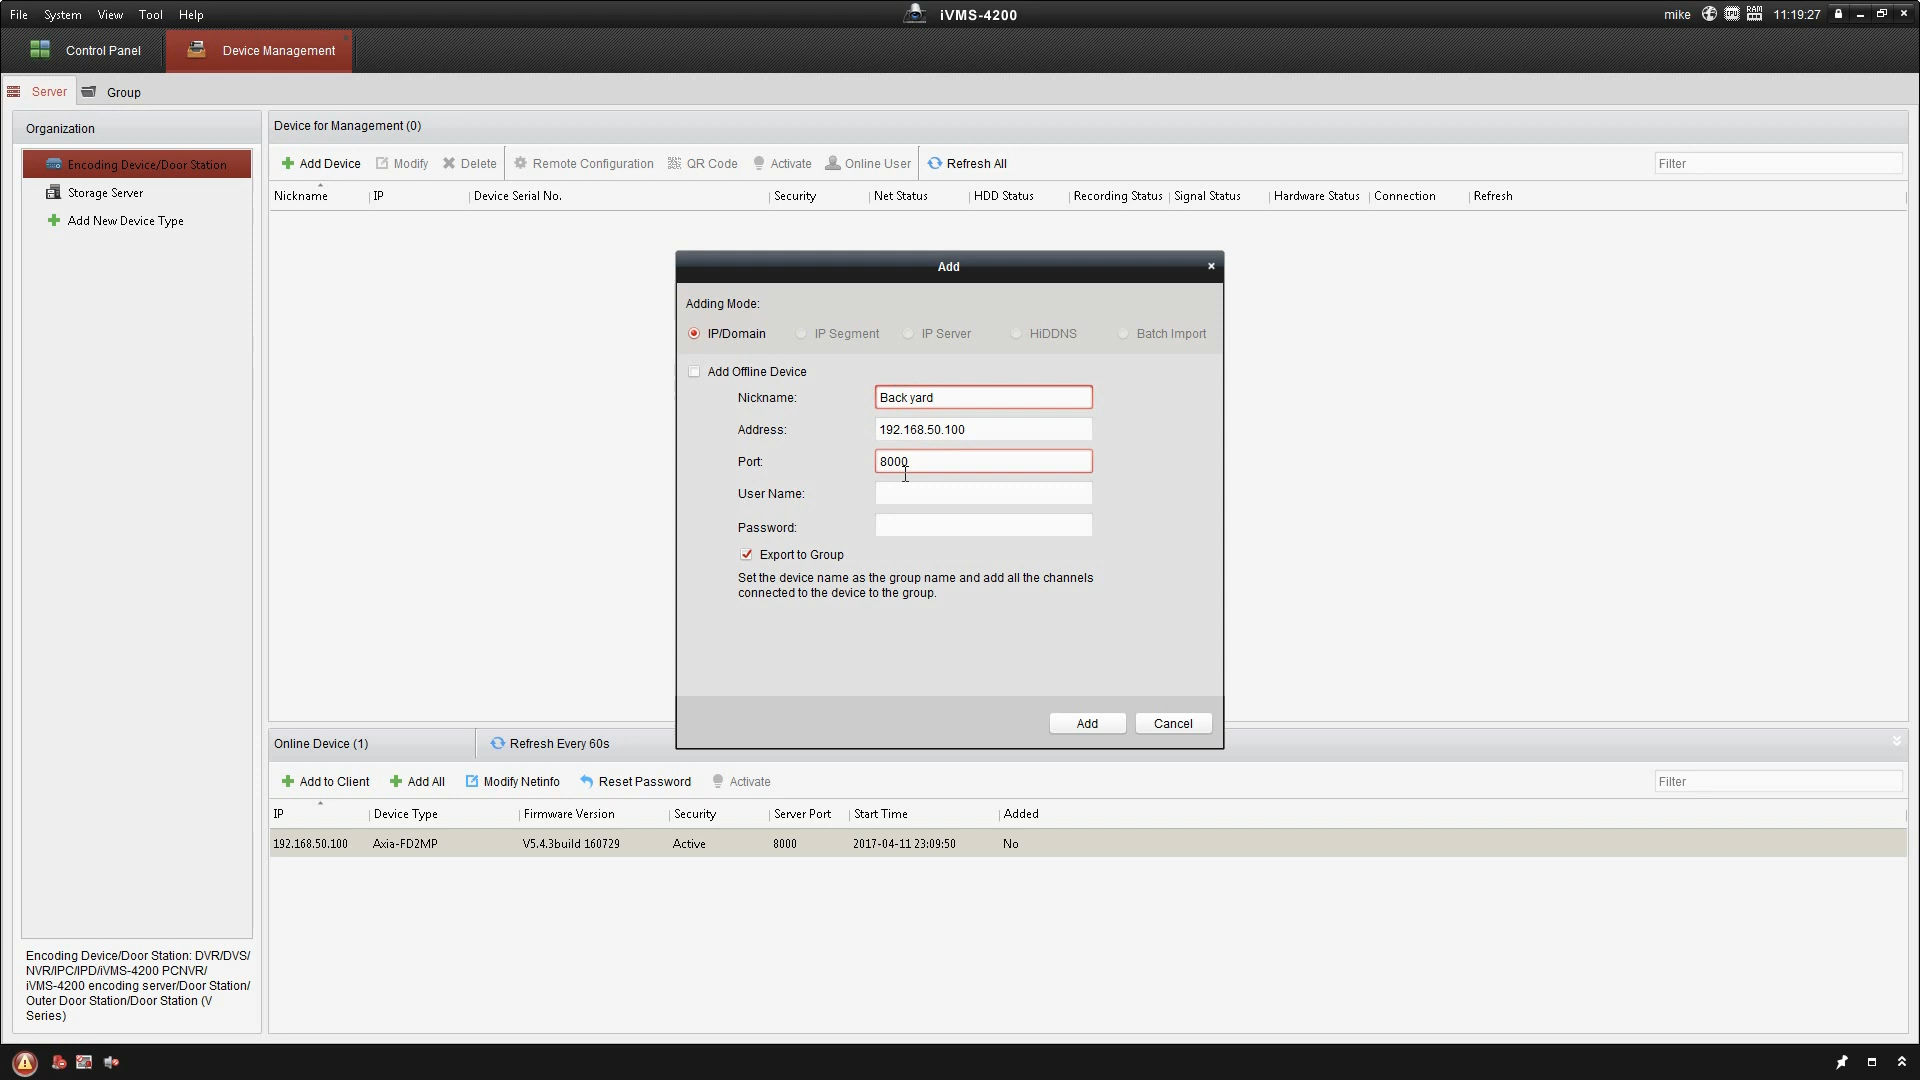 File System View Tool Help
iVMS-4200
mike 11:19:27
Control Panel
Device Management
Server
Group
Organization
Encoding Device/Door Station
Storage Server
Add New Device Type
Encoding Device/Door Station: DVR/DVS/
NVR/IPC/IPD/iVMS-4200 PCNVR/
iVMS-4200 encoding server/Door Station/
Outer Door Station/Door Station (V
Series)
Device for Management (0)
Add Device Modify Delete Remote Configuration QR Code Activate Online User Refresh All Filter
Nickname IP Device Serial No. Security Net Status HDD Status Recording Status Signal Status Hardware Status Connection Refresh
Add
Adding Mode:
IP/Domain IP Segment IP Server HiDDNS Batch Import
Add Offline Device
Nickname: Back yard
Address: 192.168.50.100
Port: 8000
User Name:
Password:
Export to Group
Set the device name as the group name and add all the channels
connected to the device to the group.
Add Cancel
Online Device (1) Refresh Every 60s
Add to Client Add All Modify Netinfo Reset Password Activate Filter
IP Device Type Firmware Version Security Server Port Start Time Added
192.168.50.100 Axia-FD2MP V5.4.3build 160729 Active 8000 2017-04-11 23:09:50 No